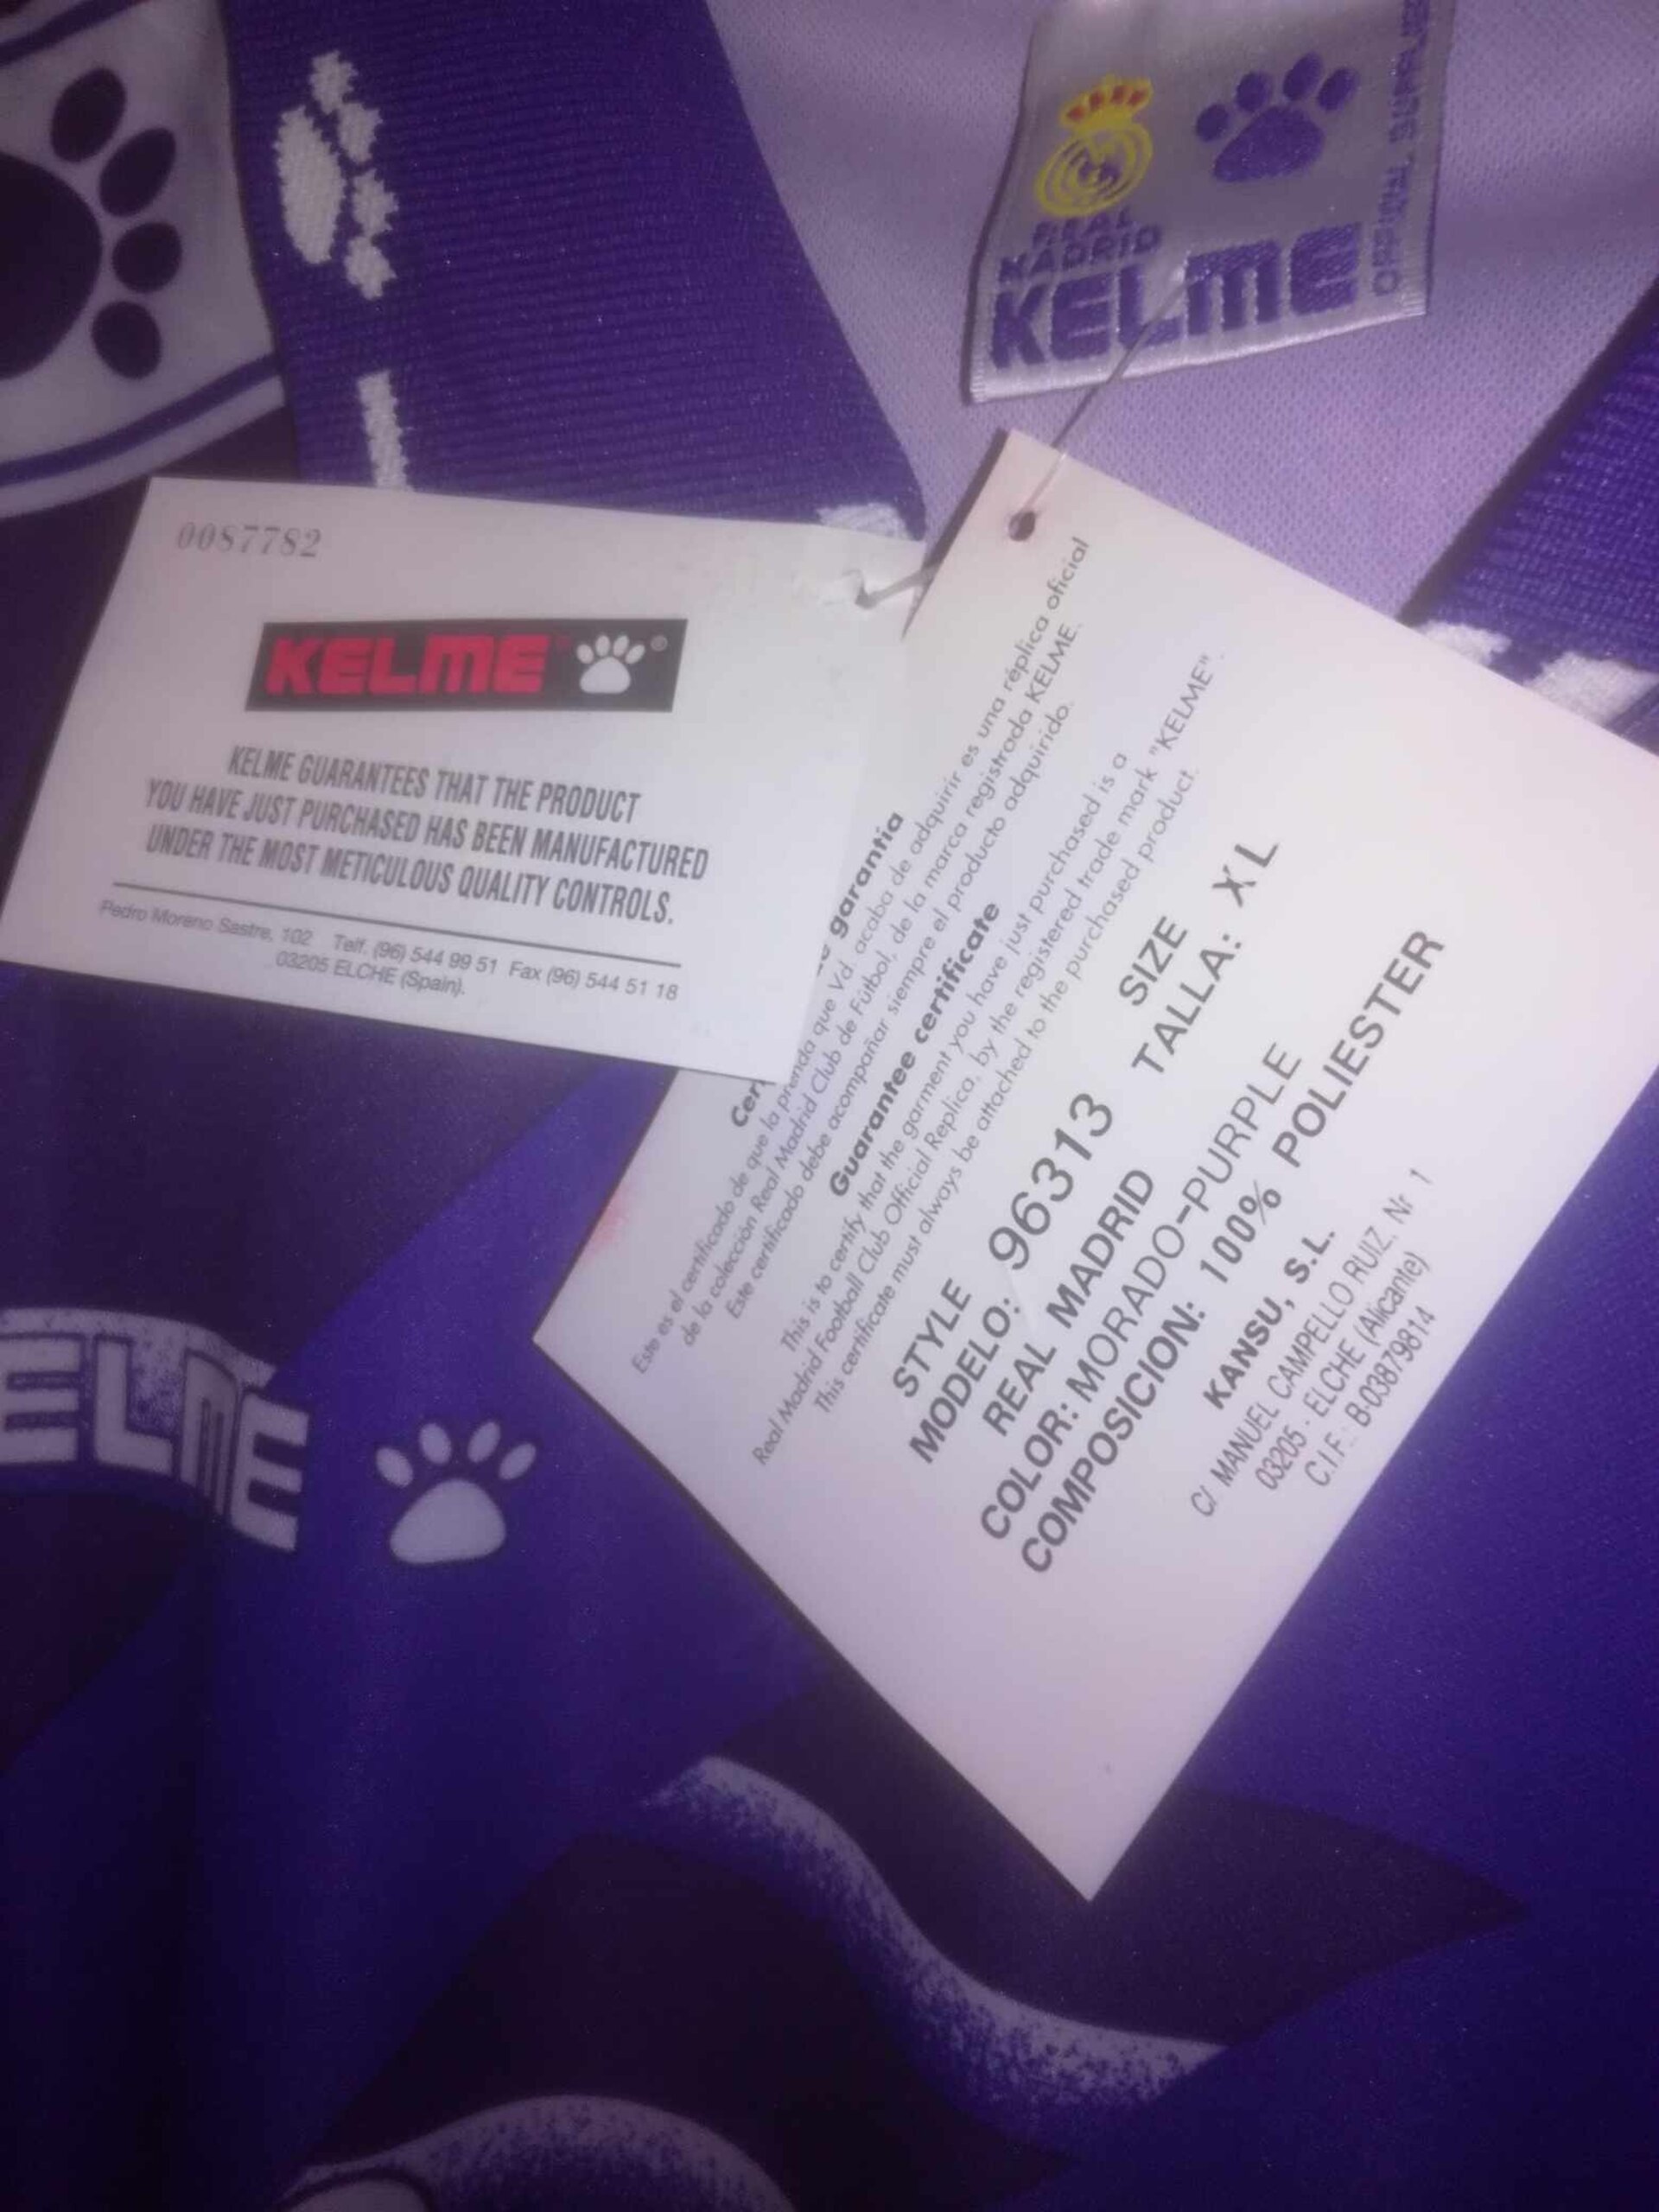 REAL
MADRID
KELME
OFFICIAL SUPPLIER
0087782
KELME
KELME GUARANTEES THAT THE PRODUCT
YOU HAVE JUST PURCHASED HAS BEEN MANUFACTURED
UNDER THE MOST METICULOUS QUALITY CONTROLS.
Pedro Moreno Sastre, 102 Telf. (96) 544 99 51 Fax (96) 544 51 18
03205 ELCHE (Spain).
garantia
Este es el certificado de que la prenda que Vd. acaba de adquirir es una réplica oficial
de la colección Real Madrid Club de Fútbol, de la marca registrada KELME.
Este certificado debe acompañar siempre el producto adquirido.
Guarantee certificate
This is to certify that the garment you have just purchased is a
Real Madrid Football Club Official Replica, by the registered trade mark "KELME".
This certificate must always be attached to the purchased product.
STYLE SIZE
MODELO: 96313 TALLA: XL
REAL MADRID
COLOR: MORADO-PURPLE
COMPOSICION: 100% POLIESTER
KANSU, S.L.
C/ MANUEL CAMPELLO RUIZ, Nr 1
03205 - ELCHE (Alicante)
C.I.F.: B-03879814
ELME